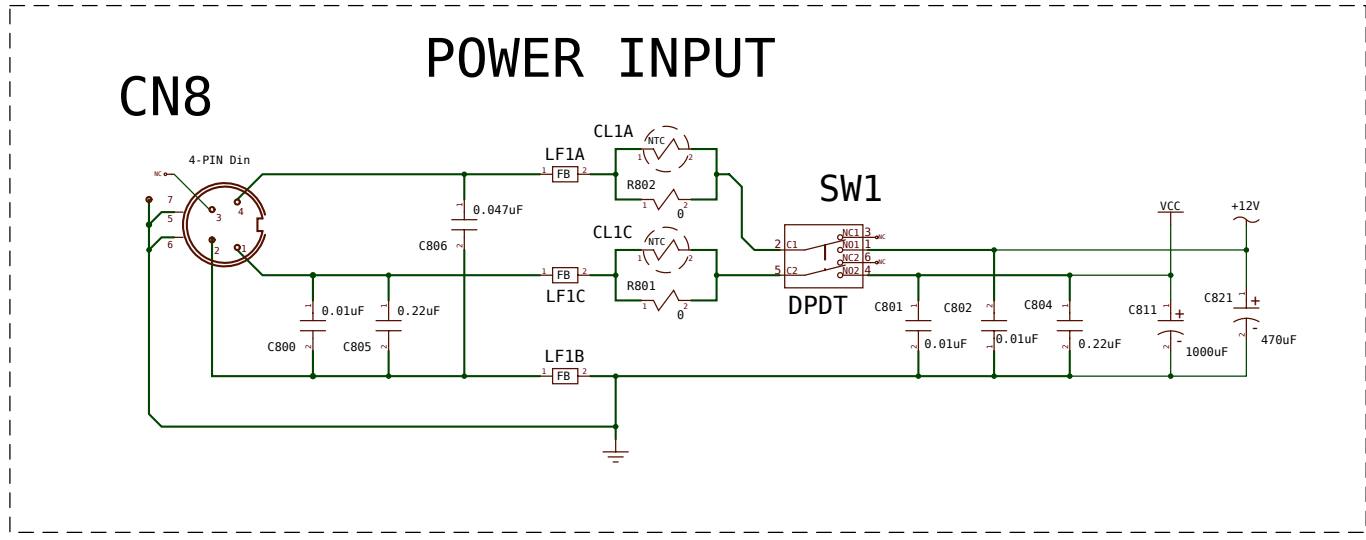 POWER INPUT
CN8
4-PIN Din
NC
7
5
6
3
4
2
1
0.047uF
C806
1
2
0.01uF
C800
1
2
0.22uF
C805
1
2
LF1A
1 FB 2
LF1C
1 FB 2
LF1B
1 FB 2
CL1A
NTC
1 2
R802
1 2
0
CL1C
NTC
1 2
R801
1 2
0
SW1
2 C1 NC1 3 NC
NO1 1
NC2 6 NC
5 C2 NO2 4
DPDT
C801
1
2
0.01uF
C802
2
1
0.01uF
C804
1
2
0.22uF
VCC
C811
1
+
-
2
1000uF
+12V
C821
1
+
-
2
470uF